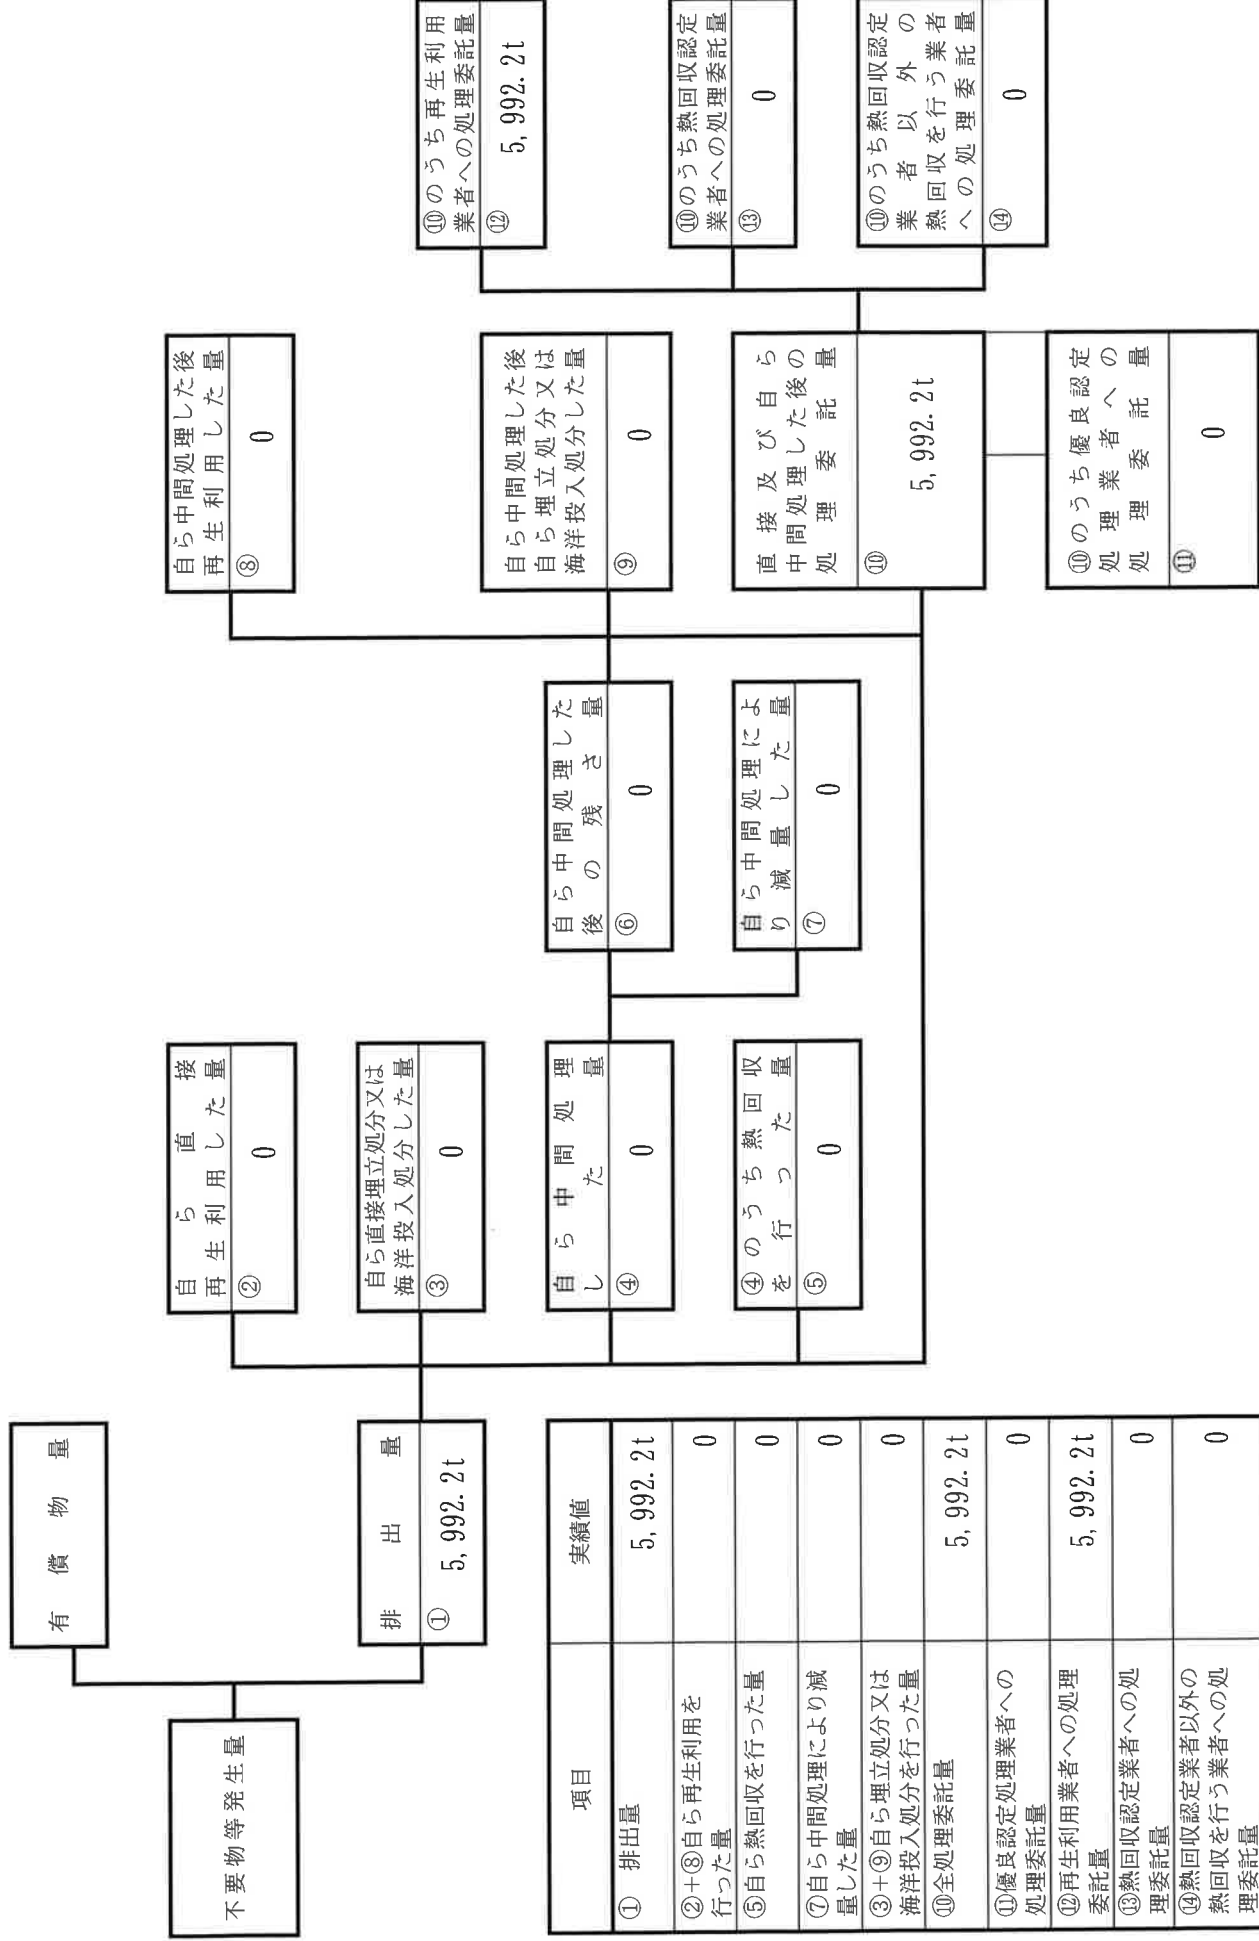 有償物量
不要物等発生量
排出量
① 5,992.2t
自ら直接
再生利用した量
② 0
自ら直接埋立処分又は
海洋投入処分した量
③ 0
自ら中間処理
した量
④ 0
④のうち熱回収
を行った量
⑤ 0
自ら中間処理した
後の残さ量
⑥ 0
自ら中間処理によ
り減量した量
⑦ 0
自ら中間処理した後
再生利用した量
⑧ 0
自ら中間処理した後
自ら埋立処分又は
海洋投入処分した量
⑨ 0
直接及び自ら
中間処理した後の
処理委託量
⑩
5,992.2t
⑩のうち優良認定
処理業者への
処理委託量
⑪ 0
⑩のうち再生利用
業者への処理委託量
⑫ 5,992.2t
⑩のうち熱回収認定
業者への処理委託量
⑬ 0
⑩のうち熱回収認定
業者以外の
熱回収を行う業者
への処理委託量
⑭ 0
項目 実績値
① 排出量 5,992.2t
②+⑧自ら再生利用を
行った量 0
⑤自ら熱回収を行った量 0
⑦自ら中間処理により減
量した量 0
③+⑨自ら埋立処分又は
海洋投入処分を行った量 0
⑩全処理委託量 5,992.2t
⑪優良認定処理業者への
処理委託量 0
⑫再生利用業者への処理
委託量 5,992.2t
⑬熱回収認定業者への処
理委託量 0
⑭熱回収認定業者以外の
熱回収を行う業者への処
理委託量 0